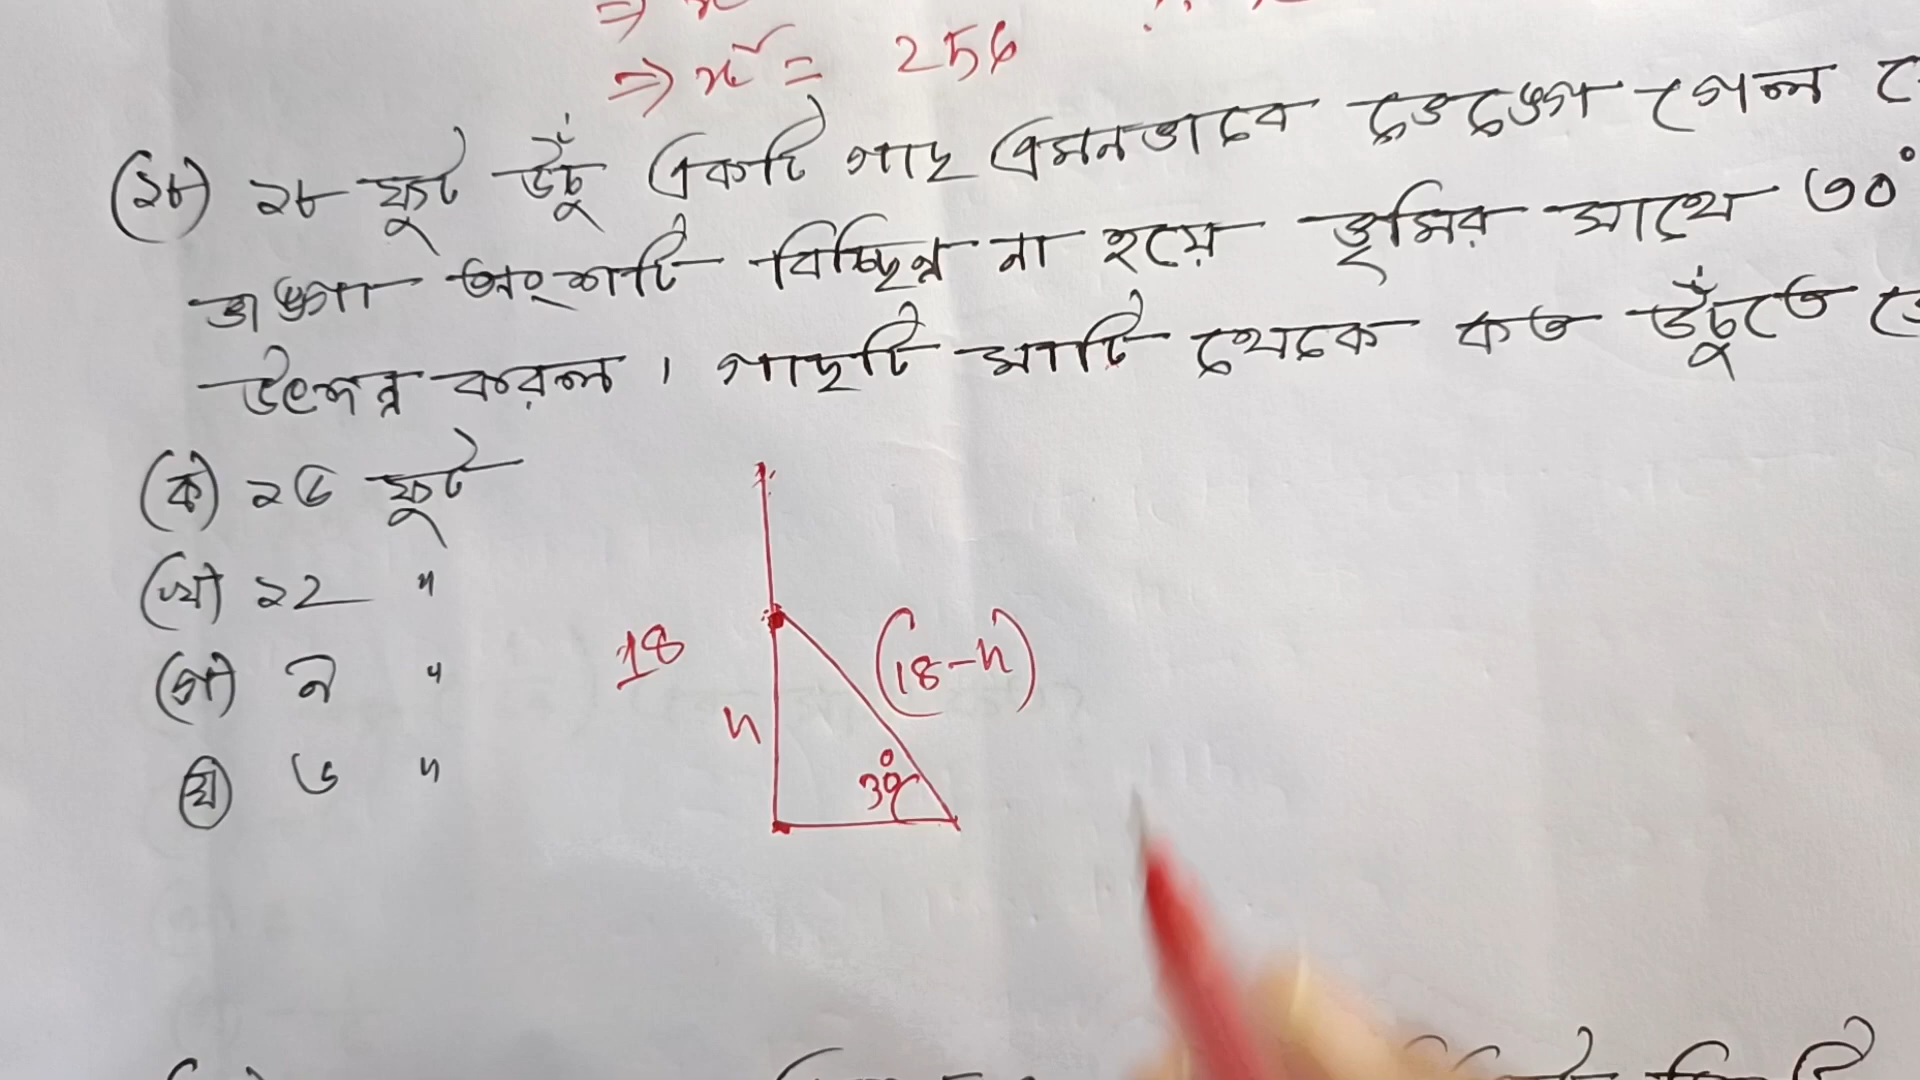 ⇒ x² = 256
(১৮) ১৮ ফুট উঁচু একটি গাছ এমনভাবে ভেঙ্গে গেল
ভাঙ্গা অংশটি বিচ্ছিন্ন না হয়ে ভূমির সাথে ৩০°
উৎপন্ন করল। গাছটি মাটি থেকে কত উঁচুতে
(ক) ১৬ ফুট
(খ) ১২ "
(গ) ৯ "
(ঘ) ৬ "
18
h
(18-h)
30°